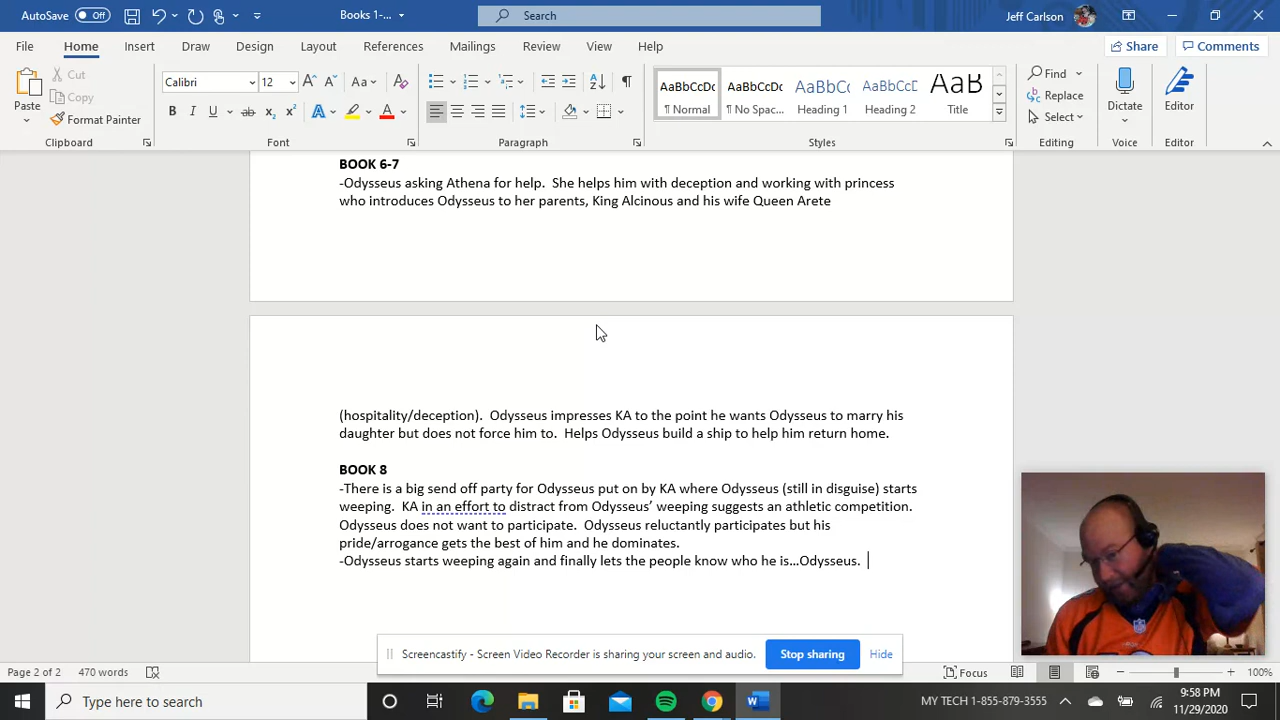 AutoSave Off Books 1-... Search Jeff Carlson
File Home Insert Draw Design Layout References Mailings Review View Help Share Comments
Paste Cut Copy Format Painter Clipboard
Calibri 12 Font
Paragraph
AaBbCcDc ¶ Normal AaBbCcDc ¶ No Spac... AaBbCc Heading 1 AaBbCcC Heading 2 AaB Title Styles
Find Replace Select Editing
Dictate Voice
Editor Editor
BOOK 6-7
-Odysseus asking Athena for help.  She helps him with deception and working with princess
who introduces Odysseus to her parents, King Alcinous and his wife Queen Arete
(hospitality/deception).  Odysseus impresses KA to the point he wants Odysseus to marry his
daughter but does not force him to.  Helps Odysseus build a ship to help him return home.
BOOK 8
-There is a big send off party for Odysseus put on by KA where Odysseus (still in disguise) starts
weeping.  KA in an effort to distract from Odysseus’ weeping suggests an athletic competition.
Odysseus does not want to participate.  Odysseus reluctantly participates but his
pride/arrogance gets the best of him and he dominates.
-Odysseus starts weeping again and finally lets the people know who he is…Odysseus.
Screencastify - Screen Video Recorder is sharing your screen and audio. Stop sharing Hide
Page 2 of 2 470 words Focus 100%
Type here to search MY TECH 1-855-879-3555 9:58 PM
11/29/2020